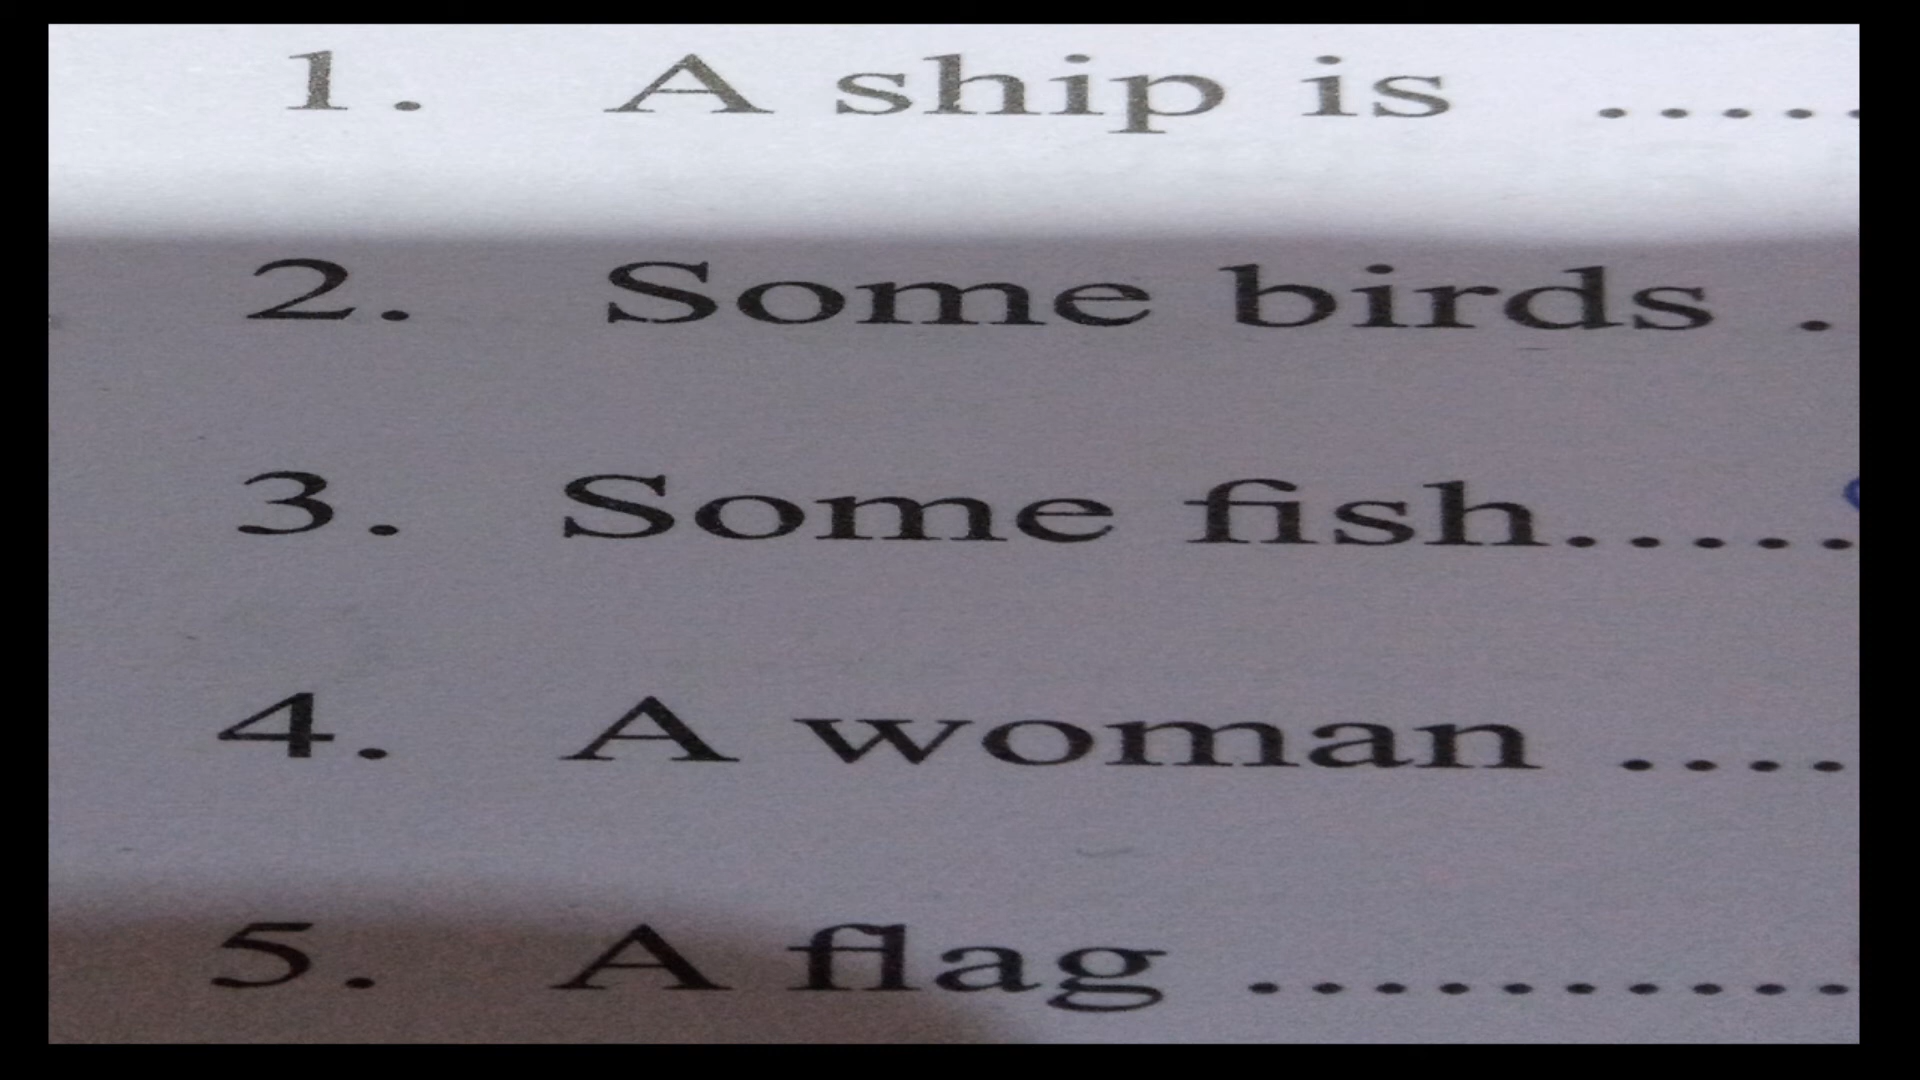 1. A ship is .....
2. Some birds .
3. Some fish.....
4. A woman ....
5. A flag ...........